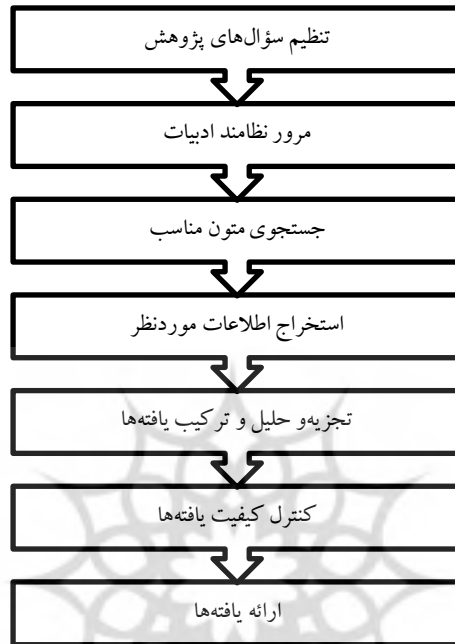 تنظیم سؤال‌های پژوهش
مرور نظامند ادبیات
جستجوی متون مناسب
استخراج اطلاعات موردنظر
تجزیه‌و حلیل و ترکیب یافته‌ها
کنترل کیفیت یافته‌ها
ارائه یافته‌ها